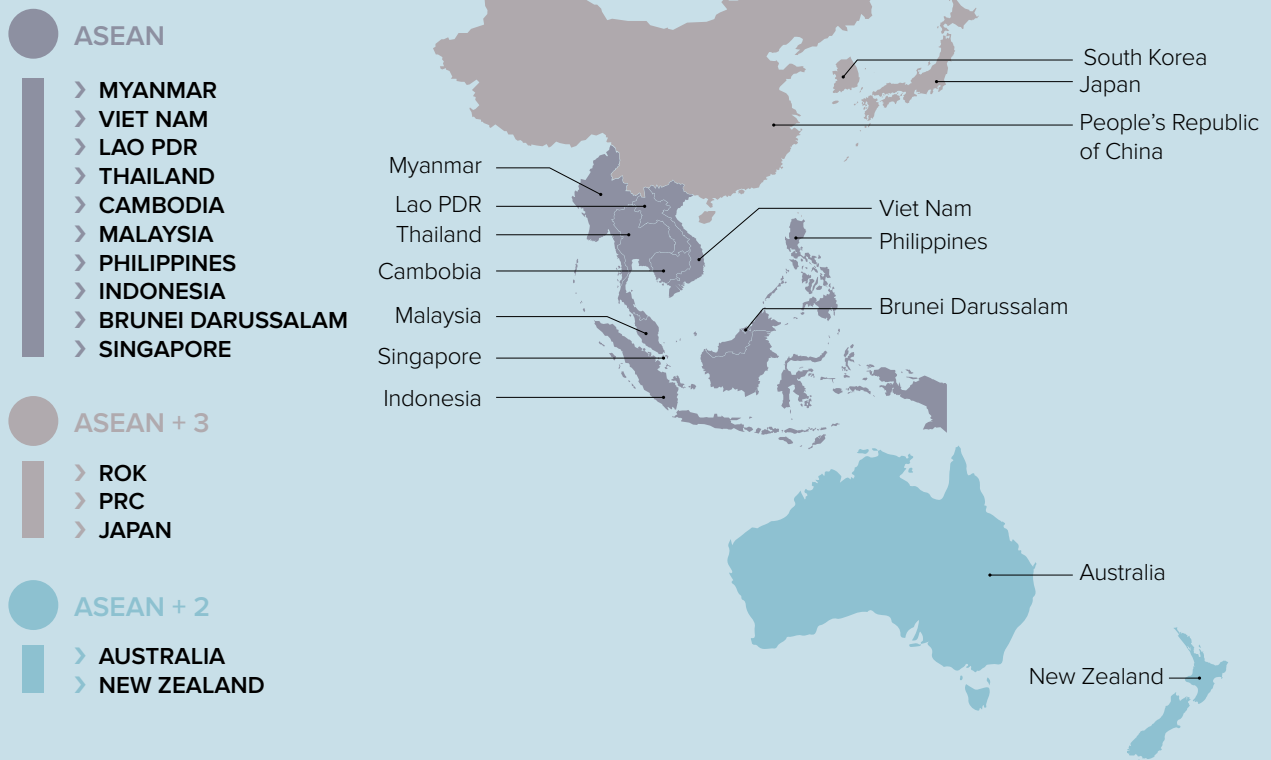 ASEAN
MYANMAR
VIET NAM
LAO PDR
THAILAND
CAMBODIA
MALAYSIA
PHILIPPINES
INDONESIA
BRUNEI DARUSSALAM
SINGAPORE
ASEAN + 3
ROK
PRC
JAPAN
ASEAN + 2
AUSTRALIA
NEW ZEALAND
Myanmar
Lao PDR
Thailand
Cambobia
Malaysia
Singapore
Indonesia
South Korea
Japan
People’s Republic
of China
Viet Nam
Philippines
Brunei Darussalam
Australia
New Zealand